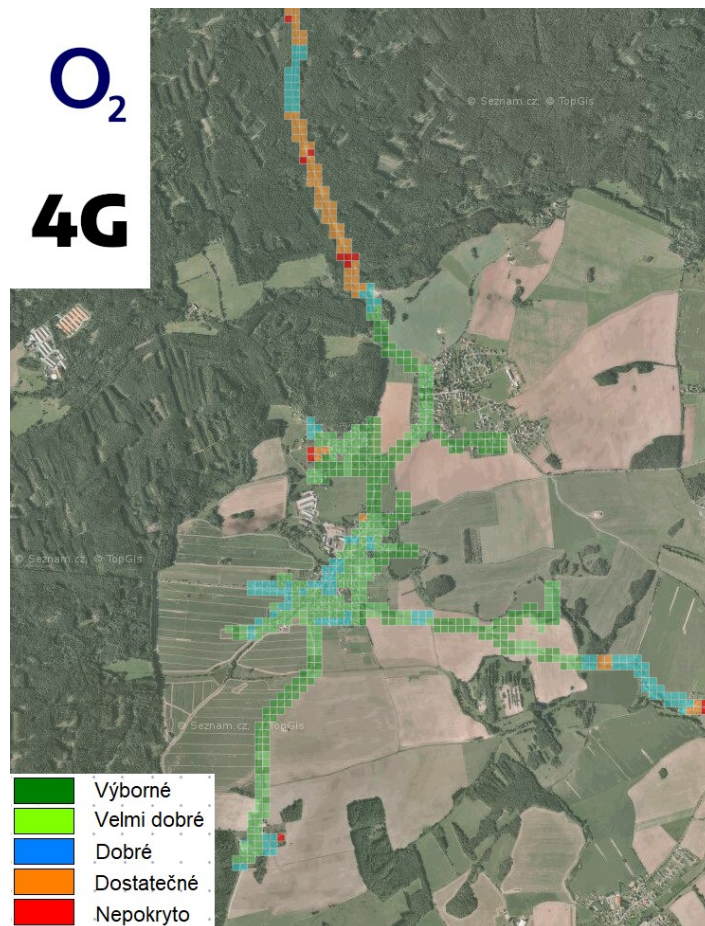 O2
4G
© Seznam.cz, © TopGis
© Seznam.cz, © TopGis
© Seznam.cz, © TopGis
Výborné
Velmi dobré
Dobré
Dostatečné
Nepokryto